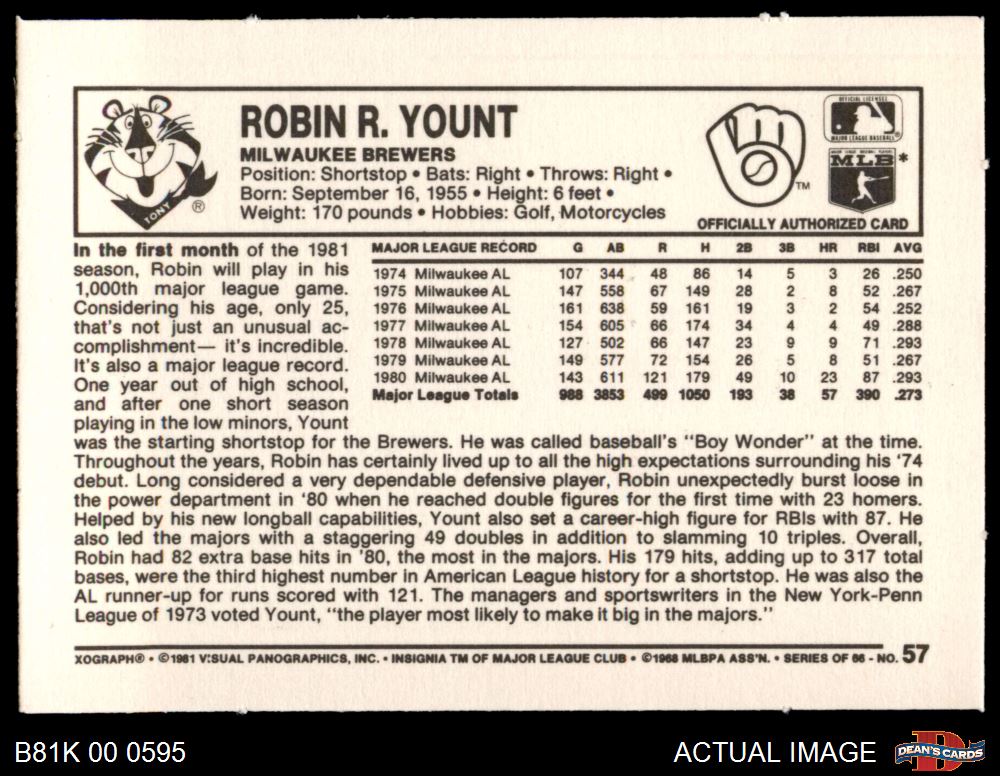 TONY ®
ROBIN R. YOUNT
MILWAUKEE BREWERS
Position: Shortstop • Bats: Right • Throws: Right •
Born: September 16, 1955 • Height: 6 feet •
Weight: 170 pounds • Hobbies: Golf, Motorcycles
TM
OFFICIAL LICENSEE
MAJOR LEAGUE BASEBALL®
MAJOR LEAGUE BASEBALL PLAYERS
MLB *
OFFICIALLY AUTHORIZED CARD
In the first month of the 1981
season, Robin will play in his
1,000th major league game.
Considering his age, only 25,
that's not just an unusual ac-
complishment— it's incredible.
It's also a major league record.
One year out of high school,
and after one short season
playing in the low minors, Yount
MAJOR LEAGUE RECORD G AB R H 2B 3B HR RBI AVG
1974 Milwaukee AL 107 344 48 86 14 5 3 26 .250
1975 Milwaukee AL 147 558 67 149 28 2 8 52 .267
1976 Milwaukee AL 161 638 59 161 19 3 2 54 .252
1977 Milwaukee AL 154 605 66 174 34 4 4 49 .288
1978 Milwaukee AL 127 502 66 147 23 9 9 71 .293
1979 Milwaukee AL 149 577 72 154 26 5 8 51 .267
1980 Milwaukee AL 143 611 121 179 49 10 23 87 .293
Major League Totals 988 3853 499 1050 193 38 57 390 .273
was the starting shortstop for the Brewers. He was called baseball's "Boy Wonder" at the time.
Throughout the years, Robin has certainly lived up to all the high expectations surrounding his '74
debut. Long considered a very dependable defensive player, Robin unexpectedly burst loose in
the power department in '80 when he reached double figures for the first time with 23 homers.
Helped by his new longball capabilities, Yount also set a career-high figure for RBIs with 87. He
also led the majors with a staggering 49 doubles in addition to slamming 10 triples. Overall,
Robin had 82 extra base hits in '80, the most in the majors. His 179 hits, adding up to 317 total
bases, were the third highest number in American League history for a shortstop. He was also the
AL runner-up for runs scored with 121. The managers and sportswriters in the New York-Penn
League of 1973 voted Yount, "the player most likely to make it big in the majors."
XOGRAPH® • ©1981 VISUAL PANOGRAPHICS, INC. • INSIGNIA TM OF MAJOR LEAGUE CLUB • ©1968 MLBPA ASS'N. • SERIES OF 66 - NO. 57
B81K 00 0595
ACTUAL IMAGE
DEAN'S CARDS